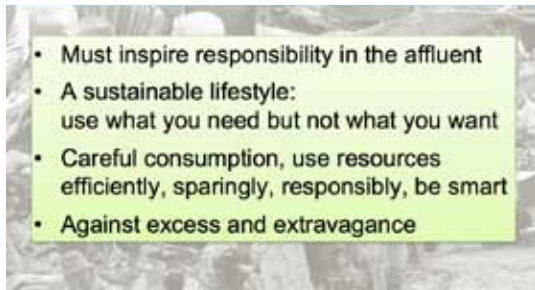 • Must inspire responsibility in the affluent
• A sustainable lifestyle:
use what you need but not what you want
• Careful consumption, use resources
efficiently, sparingly, responsibly, be smart
• Against excess and extravagance